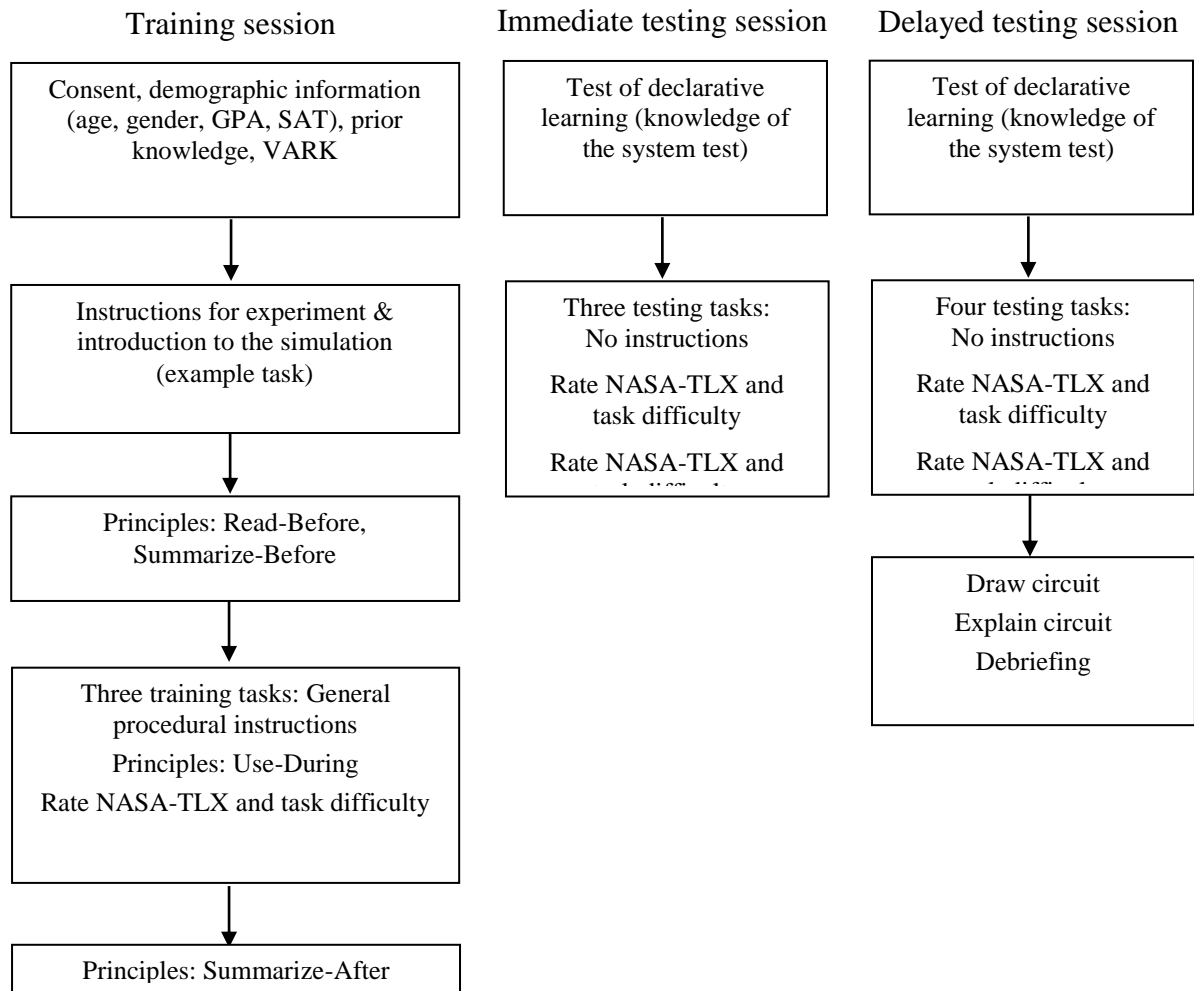 Training session
Consent, demographic information
(age, gender, GPA, SAT), prior
knowledge, VARK
Instructions for experiment &
introduction to the simulation
(example task)
Principles: Read-Before,
Summarize-Before
Three training tasks: General
procedural instructions
Principles: Use-During
Rate NASA-TLX and task difficulty
Principles: Summarize-After
Immediate testing session
Test of declarative
learning (knowledge of
the system test)
Three testing tasks:
No instructions
Rate NASA-TLX and
task difficulty
Rate NASA-TLX and
Delayed testing session
Test of declarative
learning (knowledge of
the system test)
Four testing tasks:
No instructions
Rate NASA-TLX and
task difficulty
Rate NASA-TLX and
Draw circuit
Explain circuit
Debriefing